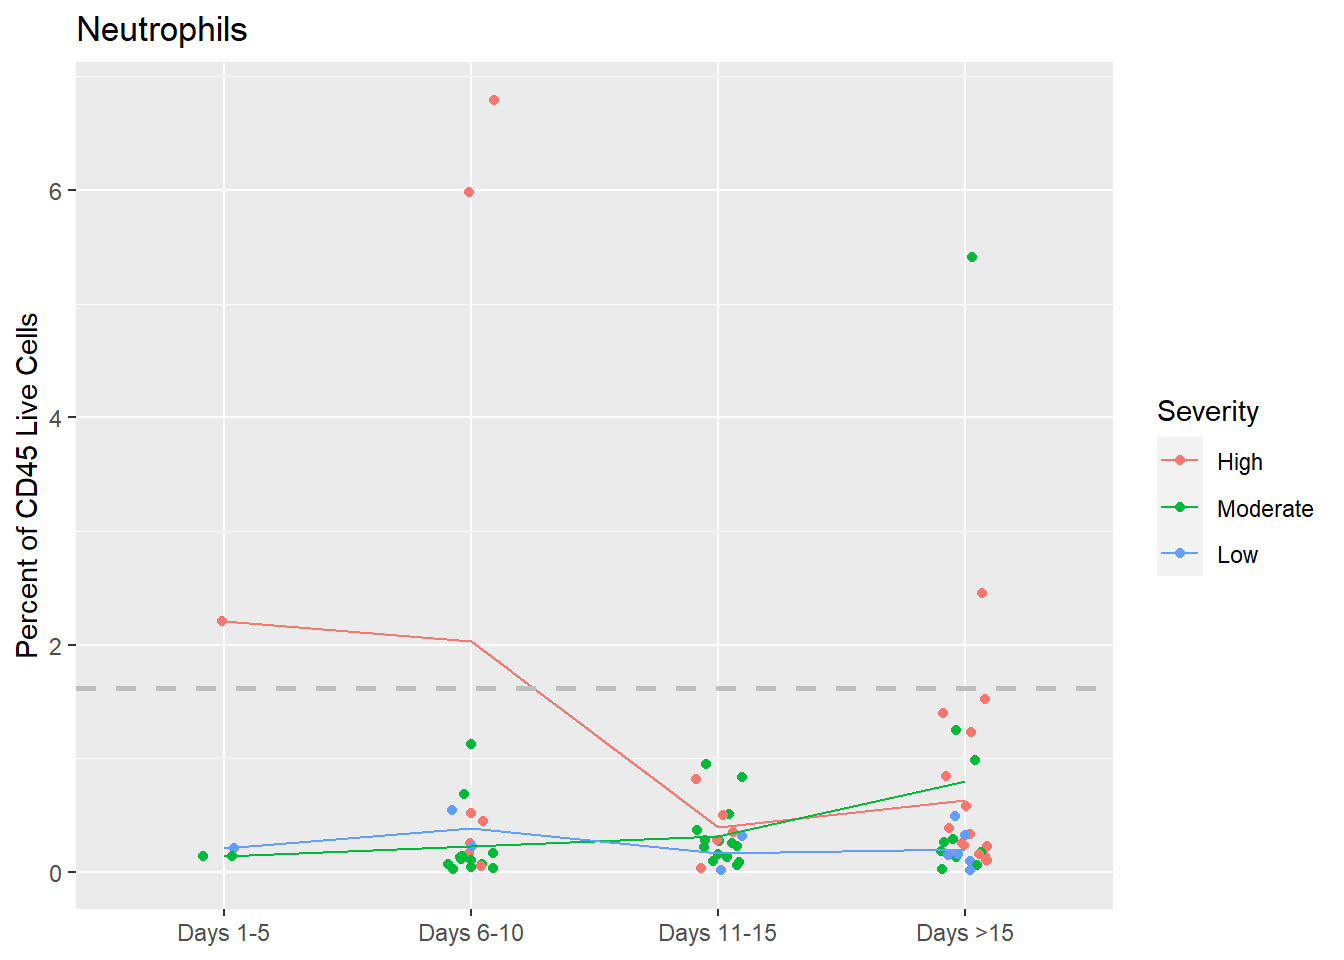 Neutrophils
Percent of CD45 Live Cells
6
4
2
0
Days 1-5
Days 6-10
Days 11-15
Days >15
Severity
High
Moderate
Low